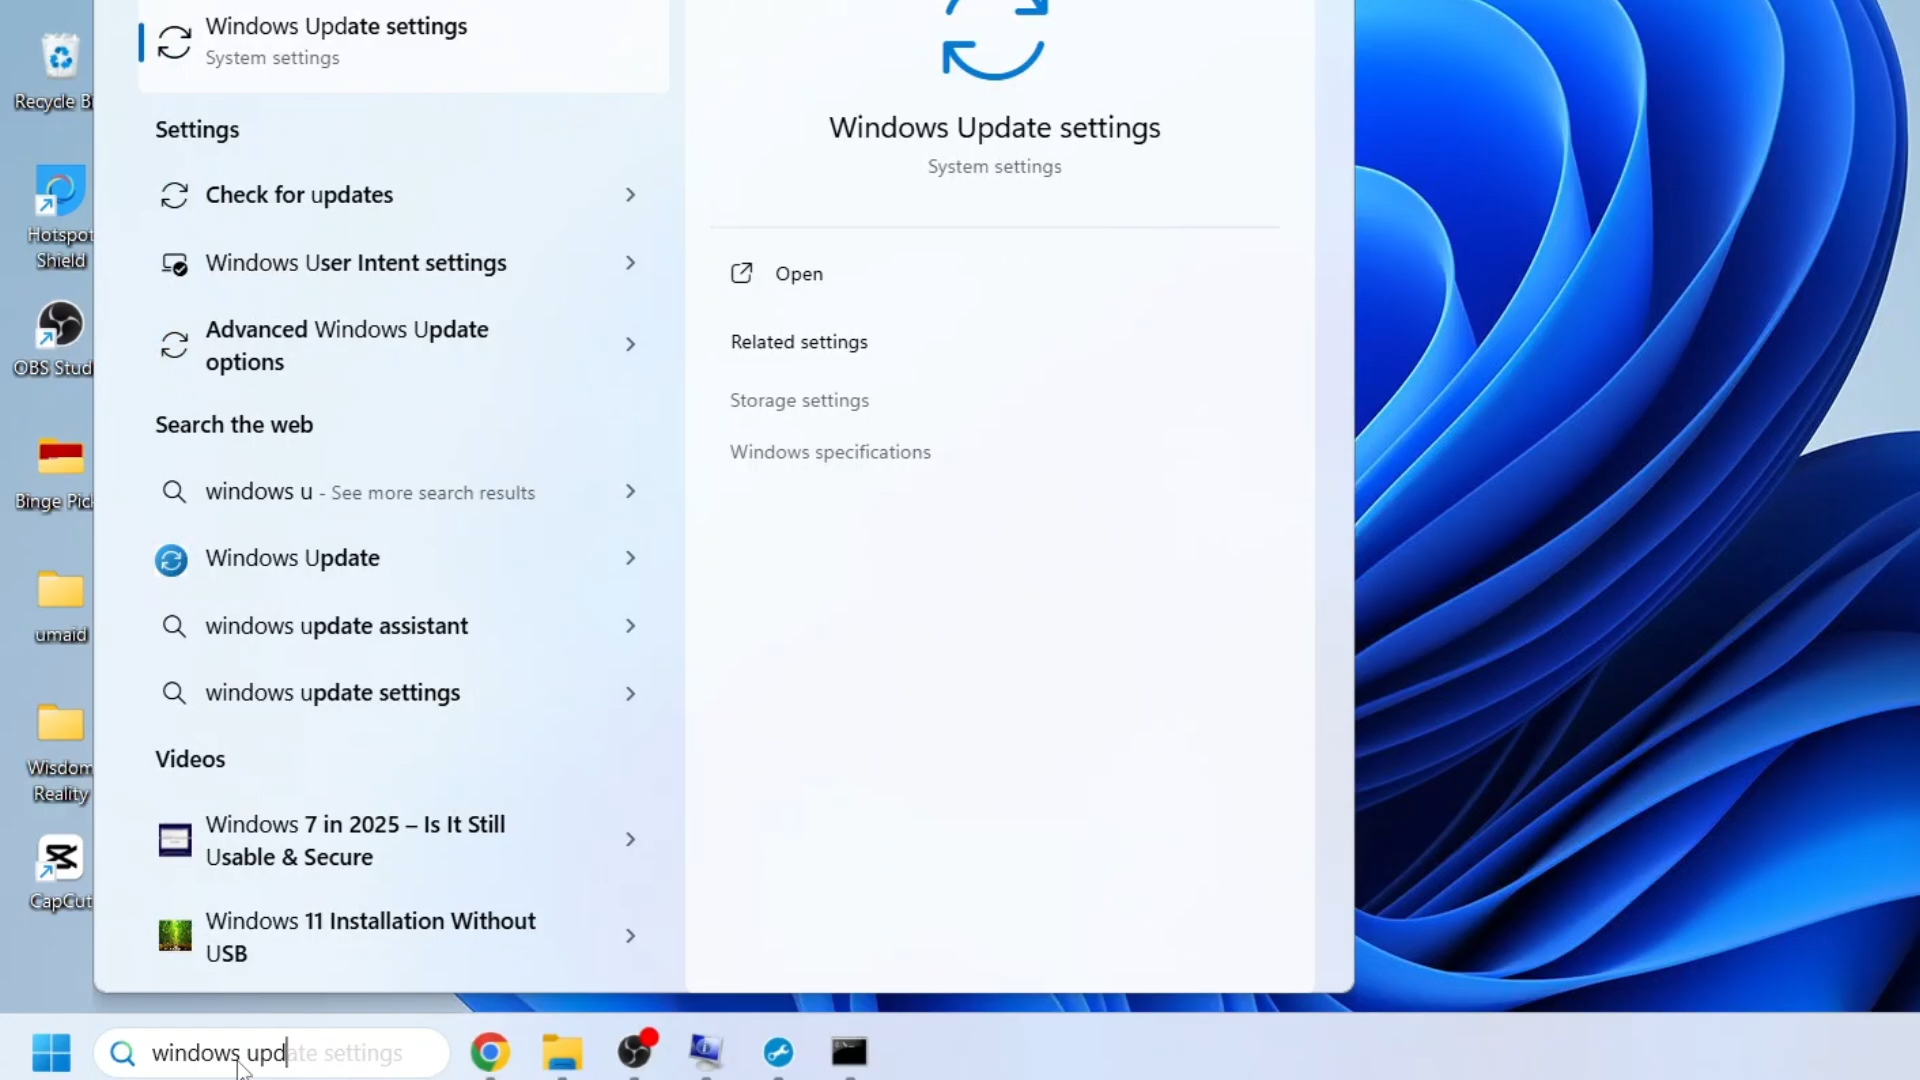 Windows Update settings
System settings
Settings
Check for updates
Windows User Intent settings
Advanced Windows Update
options
Search the web
windows u - See more search results
Windows Update
windows update assistant
windows update settings
Videos
Windows 7 in 2025 – Is It Still
Usable & Secure
Windows 11 Installation Without
USB
Windows Update settings
System settings
Open
Related settings
Storage settings
Windows specifications
Recycle Bi
Hotspot
Shield
OBS Stud
Binge Pic
umaid
Wisdom
Reality
CapCut
windows update settings